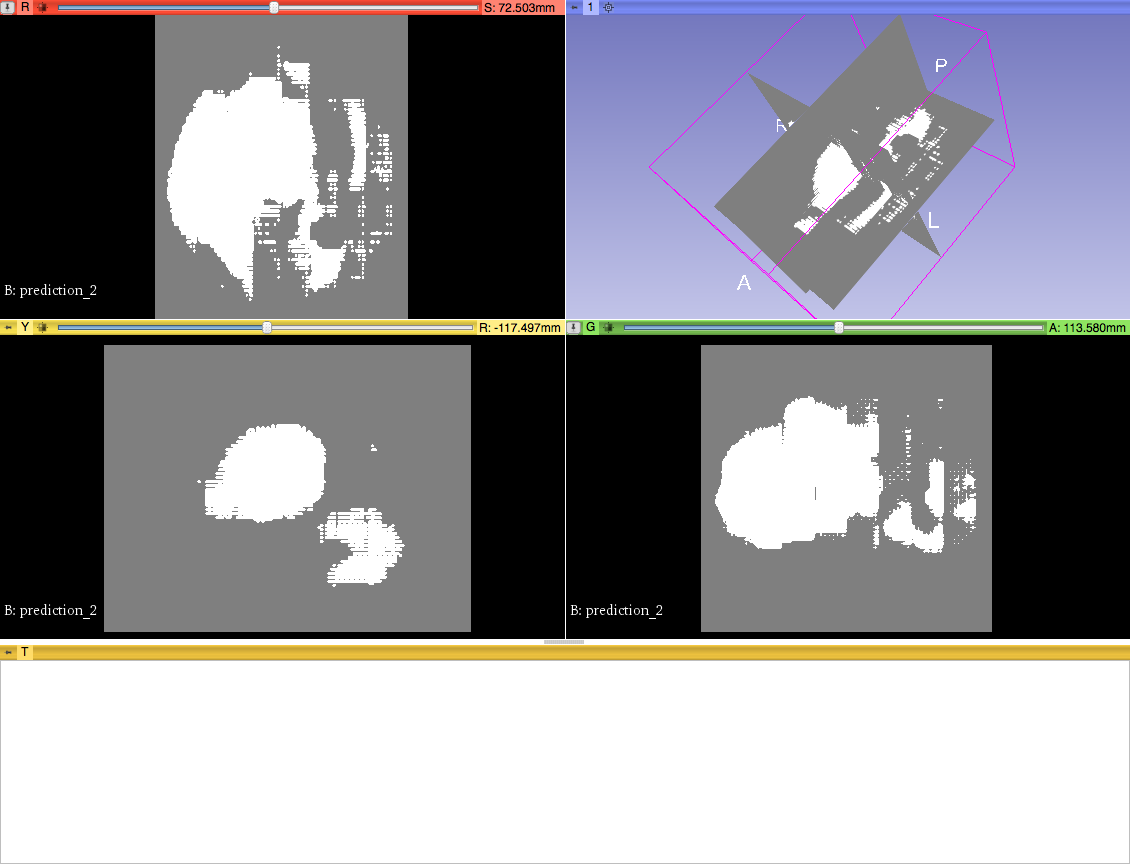 R
S: 72.503mm
1
P
R
L
A
B: prediction_2
Y
R: -117.497mm
G
A: 113.580mm
B: prediction_2
B: prediction_2
T